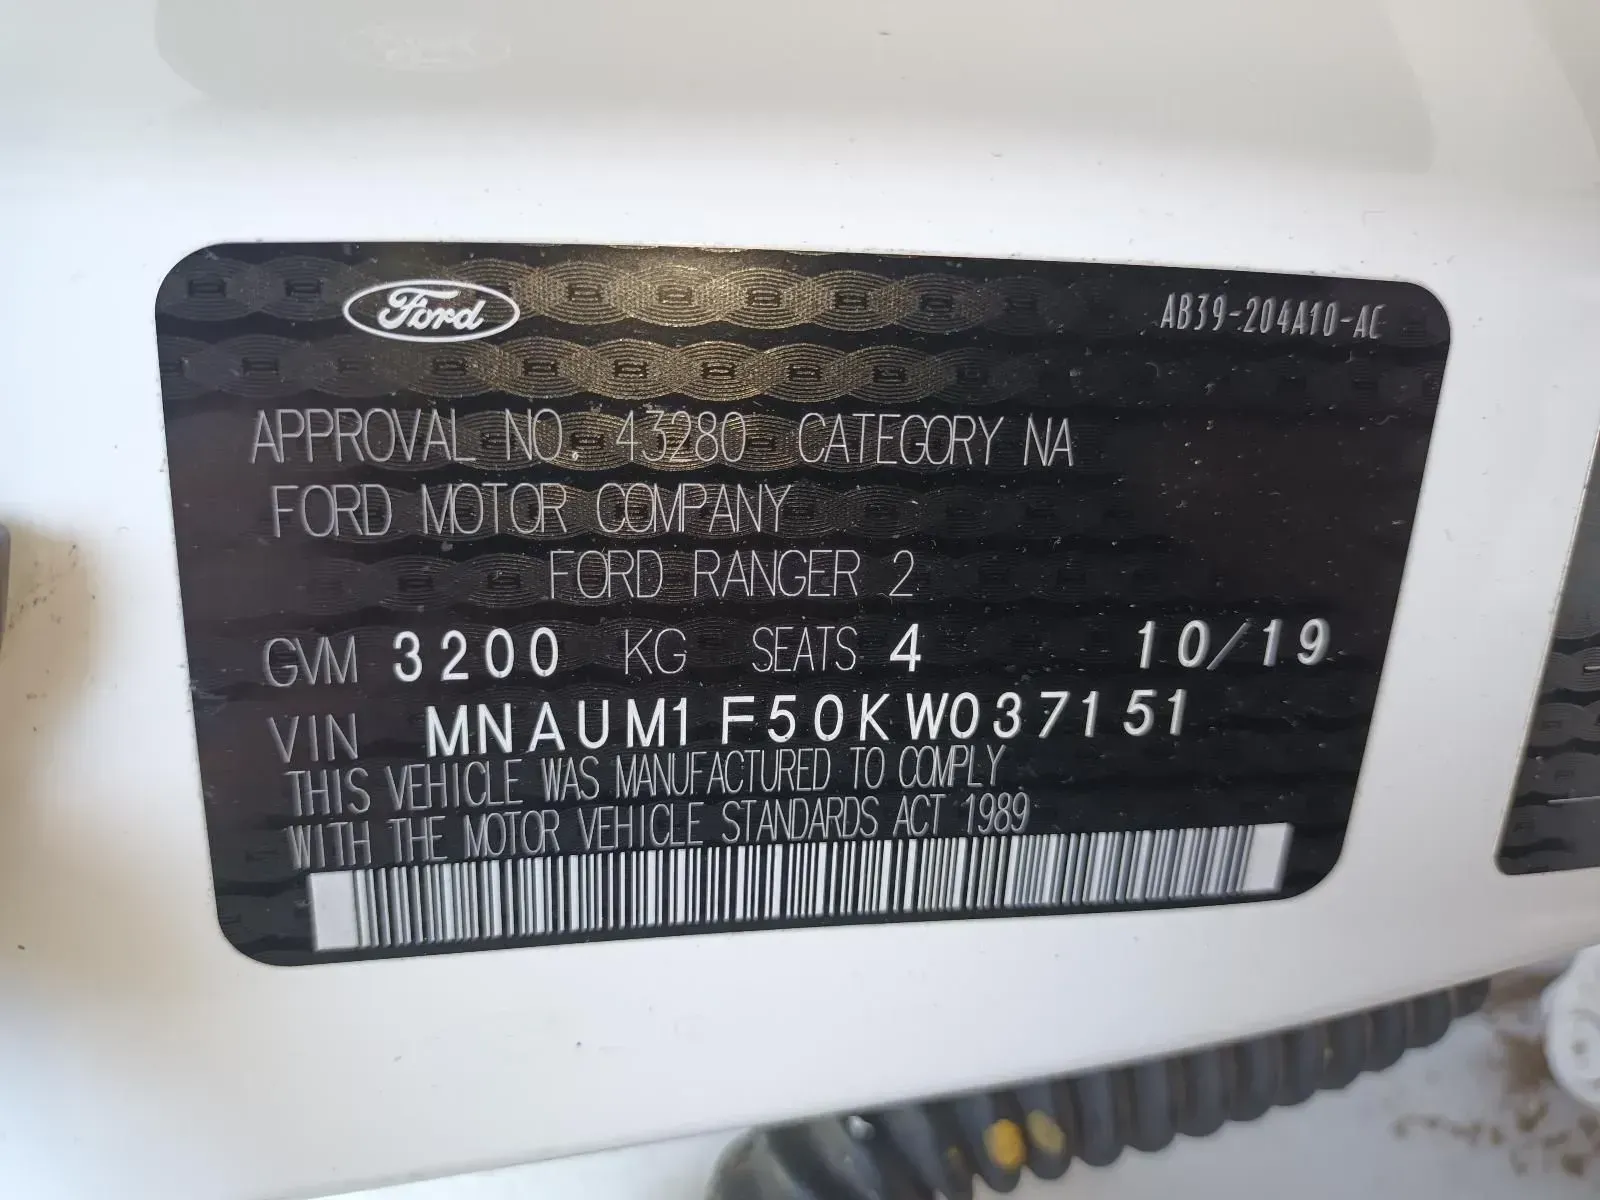 Ford
AB39-204A10-AC
APPROVAL NO. 43280 CATEGORY NA
FORD MOTOR COMPANY
FORD RANGER 2
GVM 3200 KG SEATS 4 10/19
VIN MNAUM1F50KW037151
THIS VEHICLE WAS MANUFACTURED TO COMPLY
WITH THE MOTOR VEHICLE STANDARDS ACT 1989